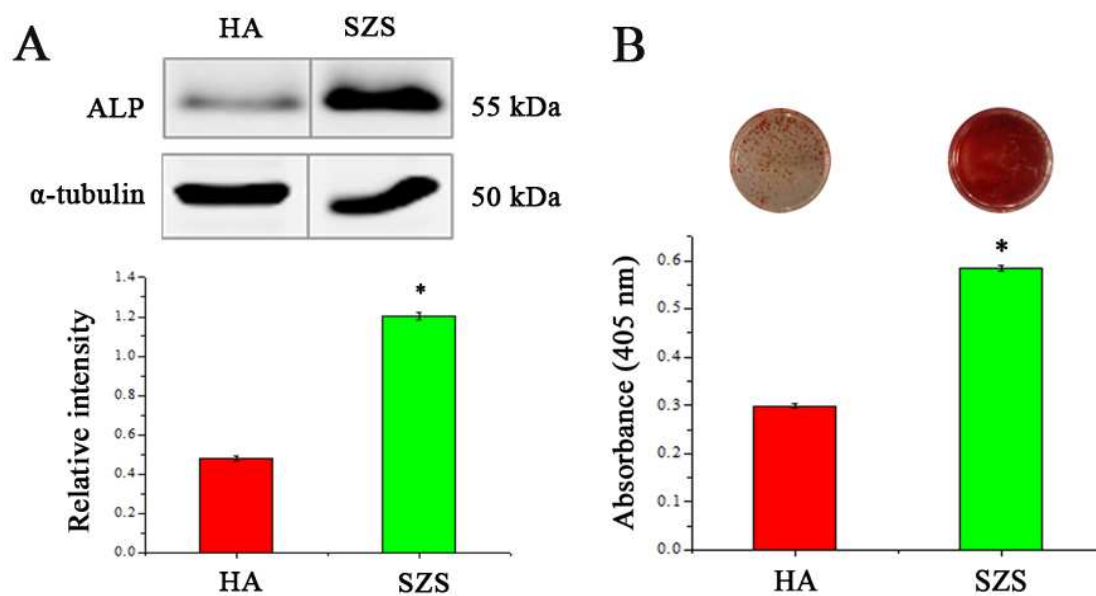 A
HA SZS
ALP 55 kDa
α-tubulin 50 kDa
Relative intensity
1.4
*
1.2
1.0
0.8
0.6
0.4
0.2
0.0
HA SZS
B
Absorbance (405 nm)
*
0.6
0.5
0.4
0.3
0.2
0.1
0.0
HA SZS